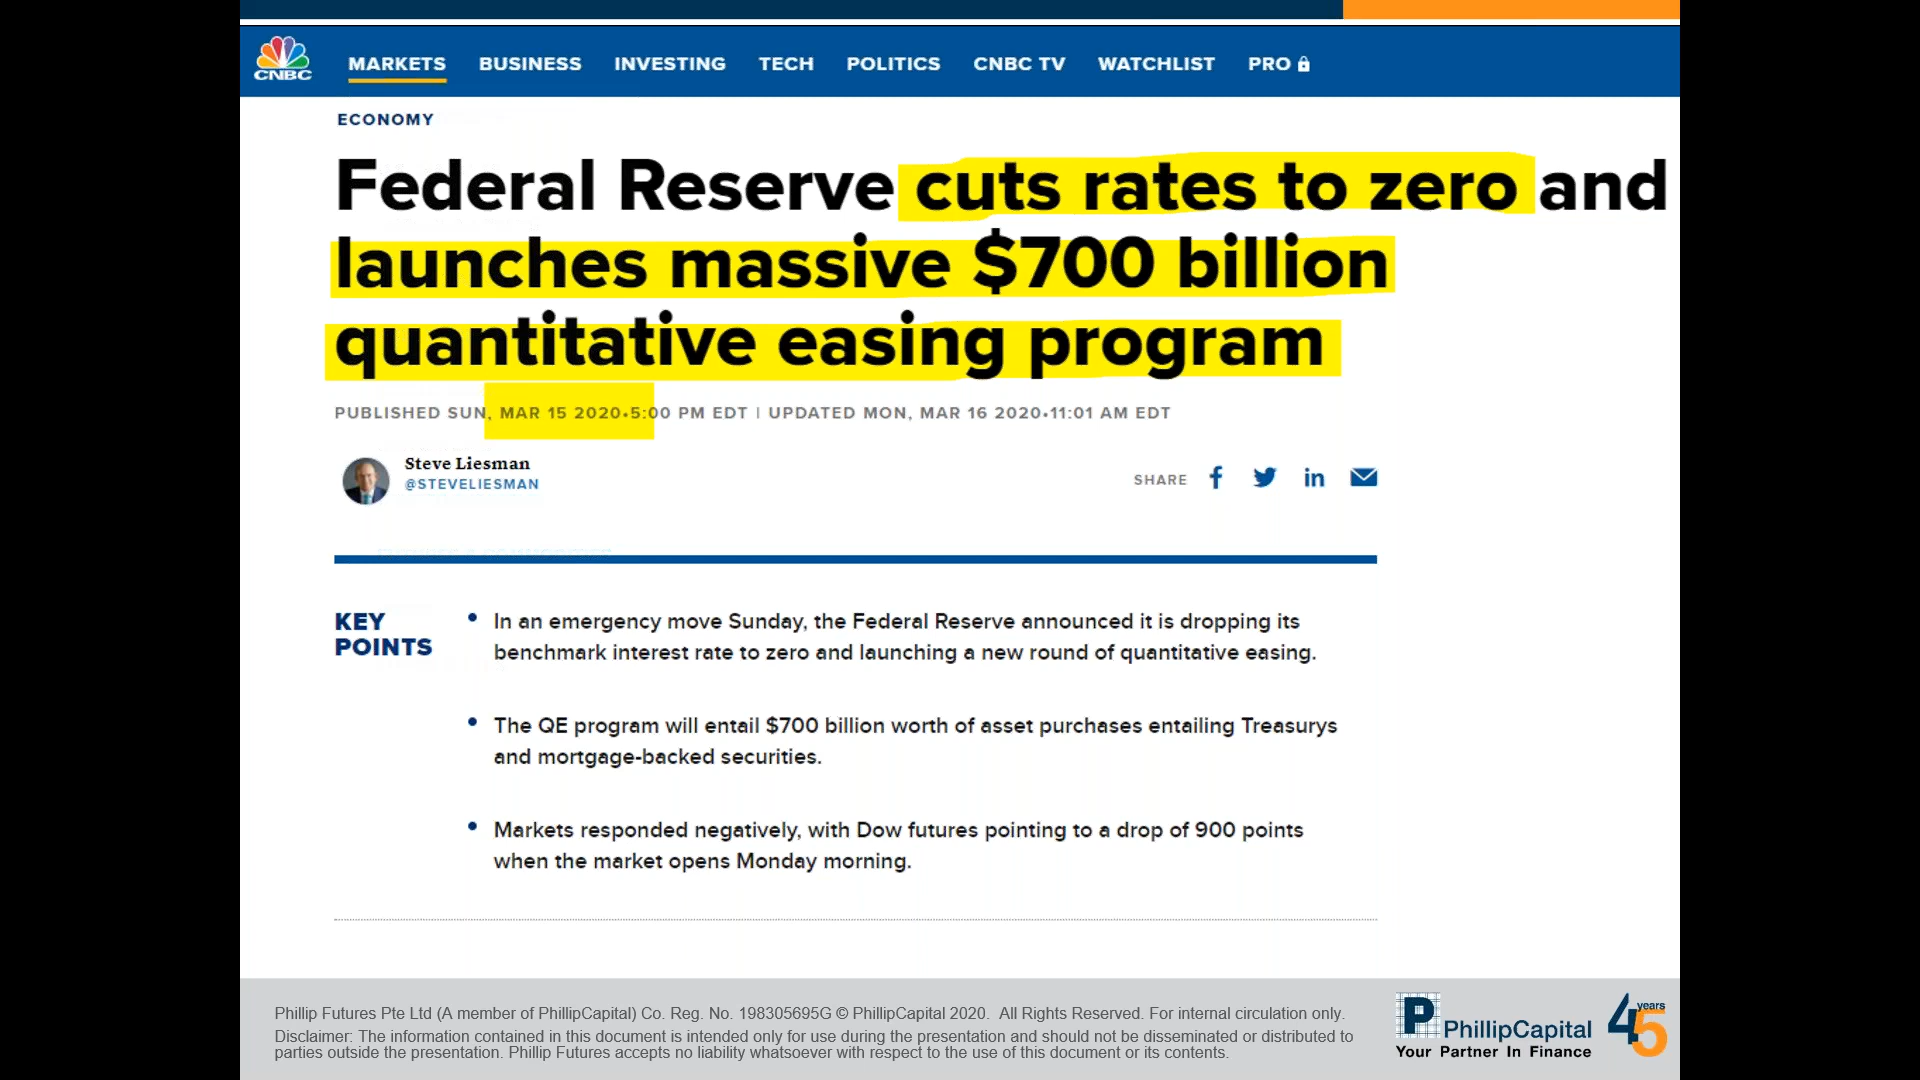 CNBC
MARKETS BUSINESS INVESTING TECH POLITICS CNBC TV WATCHLIST PRO
ECONOMY
Federal Reserve cuts rates to zero and
launches massive $700 billion
quantitative easing program
PUBLISHED SUN, MAR 15 2020•5:00 PM EDT | UPDATED MON, MAR 16 2020•11:01 AM EDT
Steve Liesman
@STEVELIESMAN
SHARE
KEY
POINTS
• In an emergency move Sunday, the Federal Reserve announced it is dropping its
benchmark interest rate to zero and launching a new round of quantitative easing.
• The QE program will entail $700 billion worth of asset purchases entailing Treasurys
and mortgage-backed securities.
• Markets responded negatively, with Dow futures pointing to a drop of 900 points
when the market opens Monday morning.
Phillip Futures Pte Ltd (A member of PhillipCapital) Co. Reg. No. 198305695G © PhillipCapital 2020. All Rights Reserved. For internal circulation only.
Disclaimer: The information contained in this document is intended only for use during the presentation and should not be disseminated or distributed to
parties outside the presentation. Phillip Futures accepts no liability whatsoever with respect to the use of this document or its contents.
P PhillipCapital
Your Partner In Finance
45 years